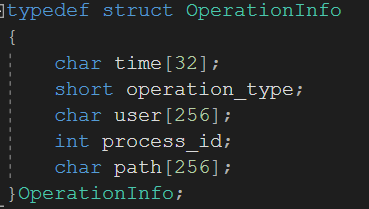 typedef struct OperationInfo
{
    char time[32];
    short operation_type;
    char user[256];
    int process_id;
    char path[256];
}OperationInfo;